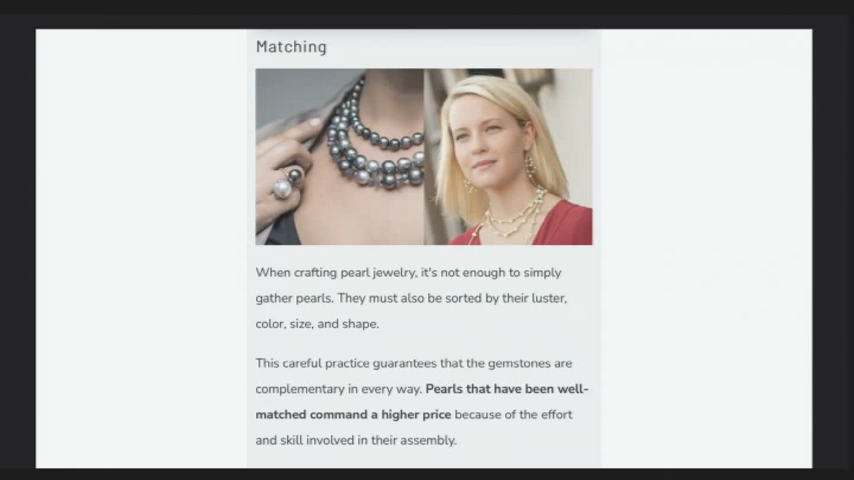 Matching
When crafting pearl jewelry, it's not enough to simply
gather pearls. They must also be sorted by their luster,
color, size, and shape.
This careful practice guarantees that the gemstones are
complementary in every way. Pearls that have been well-
matched command a higher price because of the effort
and skill involved in their assembly.